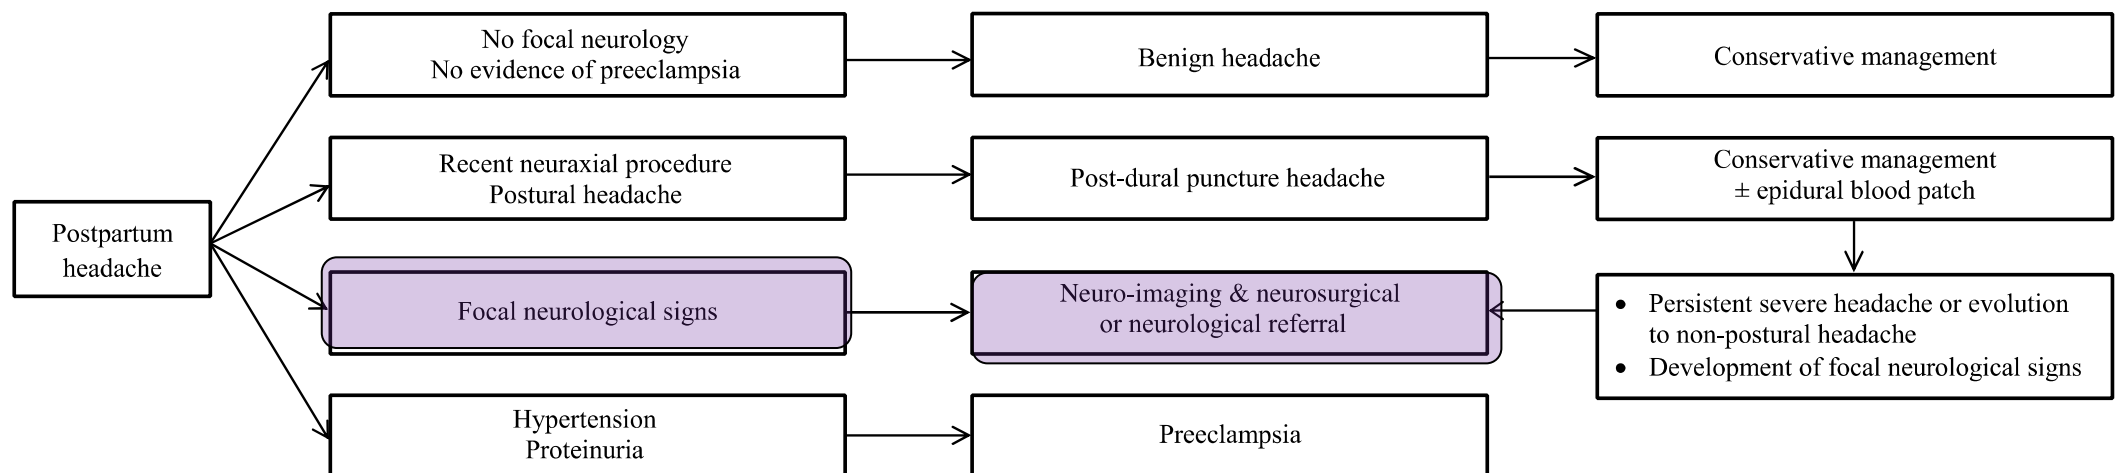 No focal neurology
No evidence of preeclampsia
Benign headache
Conservative management
Recent neuraxial procedure
Postural headache
Post-dural puncture headache
Conservative management
± epidural blood patch
Postpartum
headache
Focal neurological signs
Neuro-imaging & neurosurgical
or neurological referral
• Persistent severe headache or evolution
to non-postural headache
• Development of focal neurological signs
Hypertension
Proteinuria
Preeclampsia